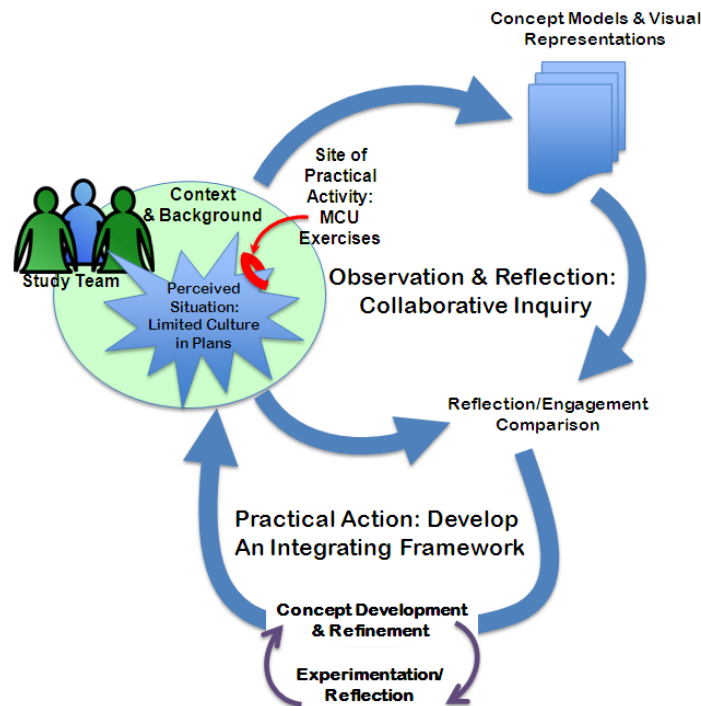 Concept Models & Visual
Representations
Site of
Practical
Activity:
MCU
Exercises
Context
& Background
Study Team
Perceived
Situation:
Limited Culture
in Plans
Observation & Reflection:
Collaborative Inquiry
Reflection/Engagement
Comparison
Practical Action: Develop
An Integrating Framework
Concept Development
& Refinement
Experimentation/
Reflection